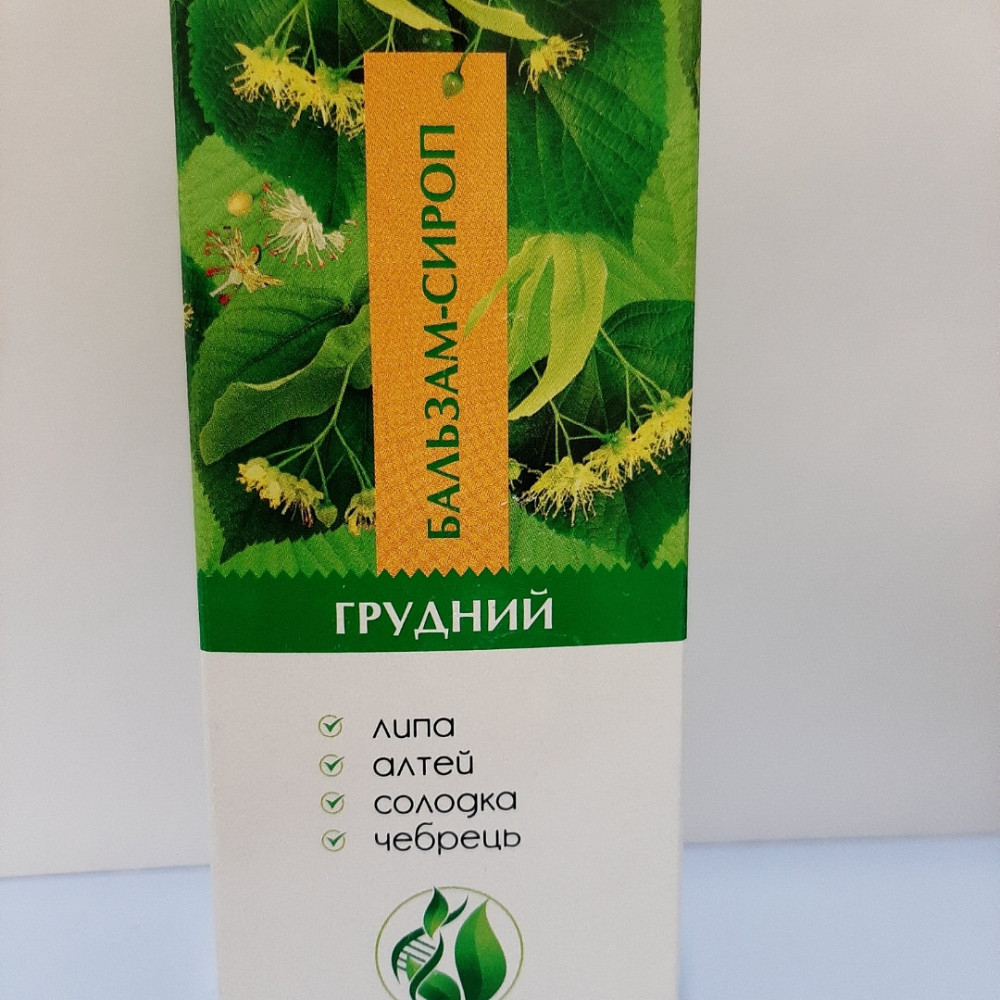 БАЛЬЗАМ-СИРОП
ГРУДНИЙ
липа
алтей
солодка
чебрець